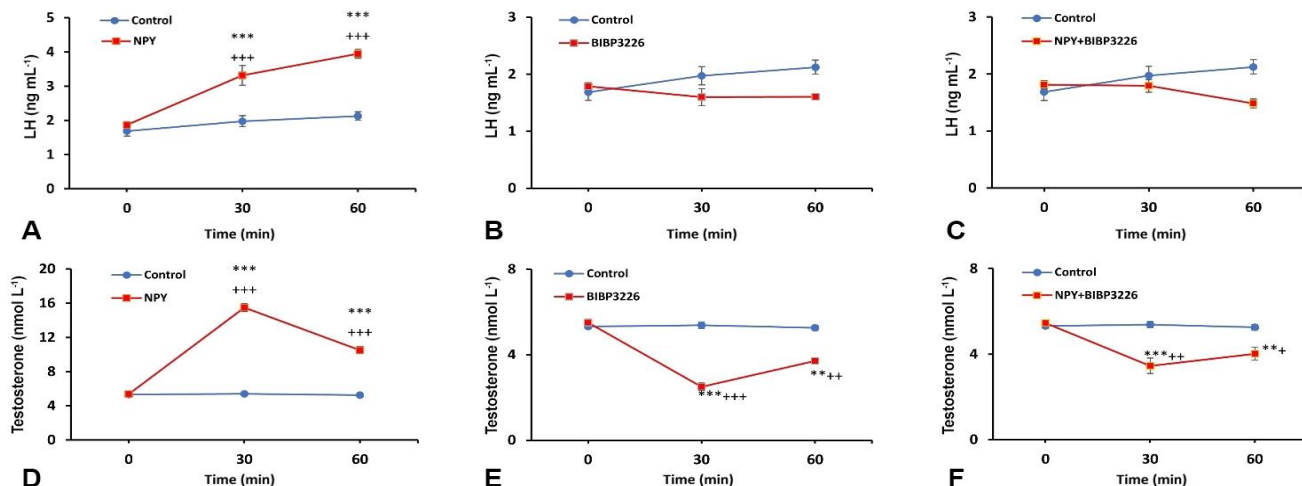 5
4
3
2
1
0
LH (ng mL⁻¹)
Control
NPY
***
+++
***
+++
0 30 60
Time (min)
A
3
2
1
0
LH (ng mL⁻¹)
Control
BIBP3226
0 30 60
Time (min)
B
3
2
1
0
LH (ng mL⁻¹)
Control
NPY+BIBP3226
0 30 60
Time (min)
C
20
16
12
8
4
0
Testosterone (nmol L⁻¹)
Control
NPY
***
+++
***
+++
0 30 60
Time (min)
D
8
4
0
Testosterone (nmol L⁻¹)
Control
BIBP3226
***+++
**++
0 30 60
Time (min)
E
8
4
0
Testosterone (nmol L⁻¹)
Control
NPY+BIBP3226
***++
**+
0 30 60
Time (min)
F